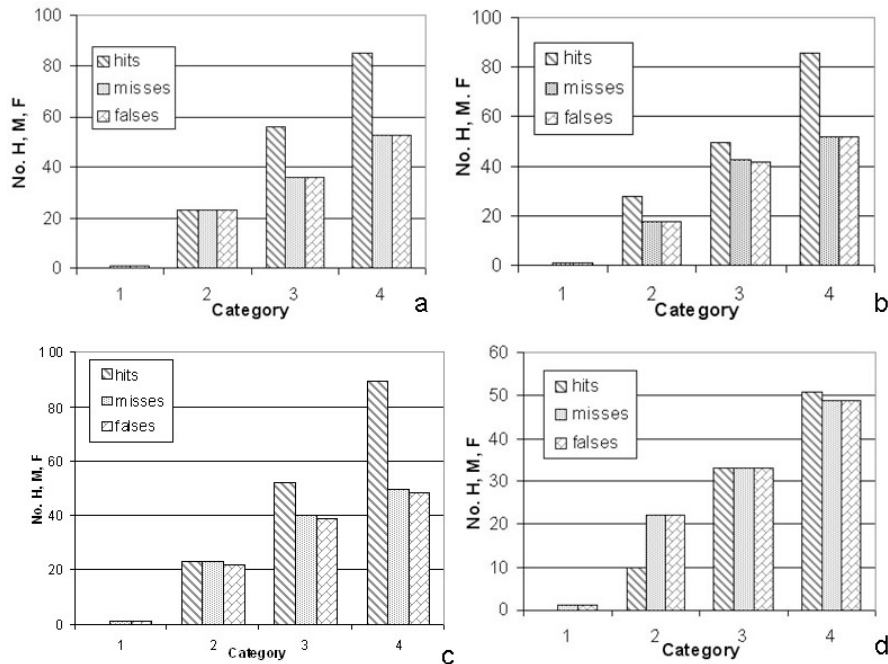 No. H, M, F
100
80
60
40
20
0
hits
misses
falses
1 2 3 4
Category
a
No. H, M. F
100
80
60
40
20
0
hits
misses
falses
1 2 3 4
Category
b
No. H, M, F
100
80
60
40
20
0
hits
misses
falses
1 2 3 4
Category
c
No. H, M, F
60
50
40
30
20
10
0
hits
misses
falses
1 2 3 4
Category
d